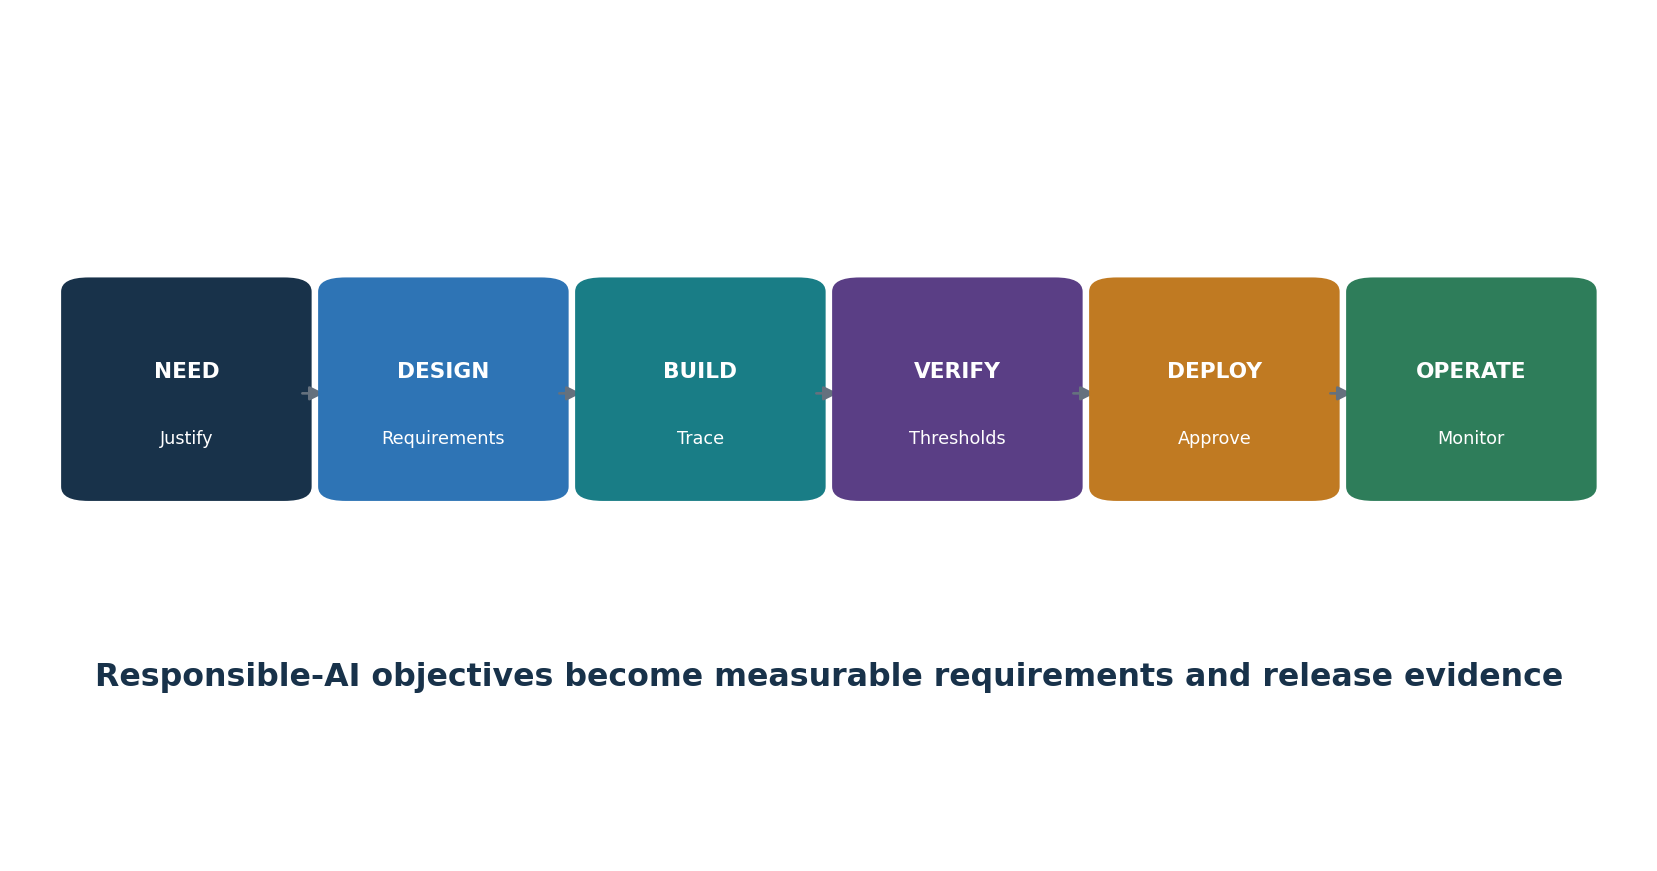 NEED
Justify
DESIGN
Requirements
BUILD
Trace
VERIFY
Thresholds
DEPLOY
Approve
OPERATE
Monitor
Responsible-AI objectives become measurable requirements and release evidence